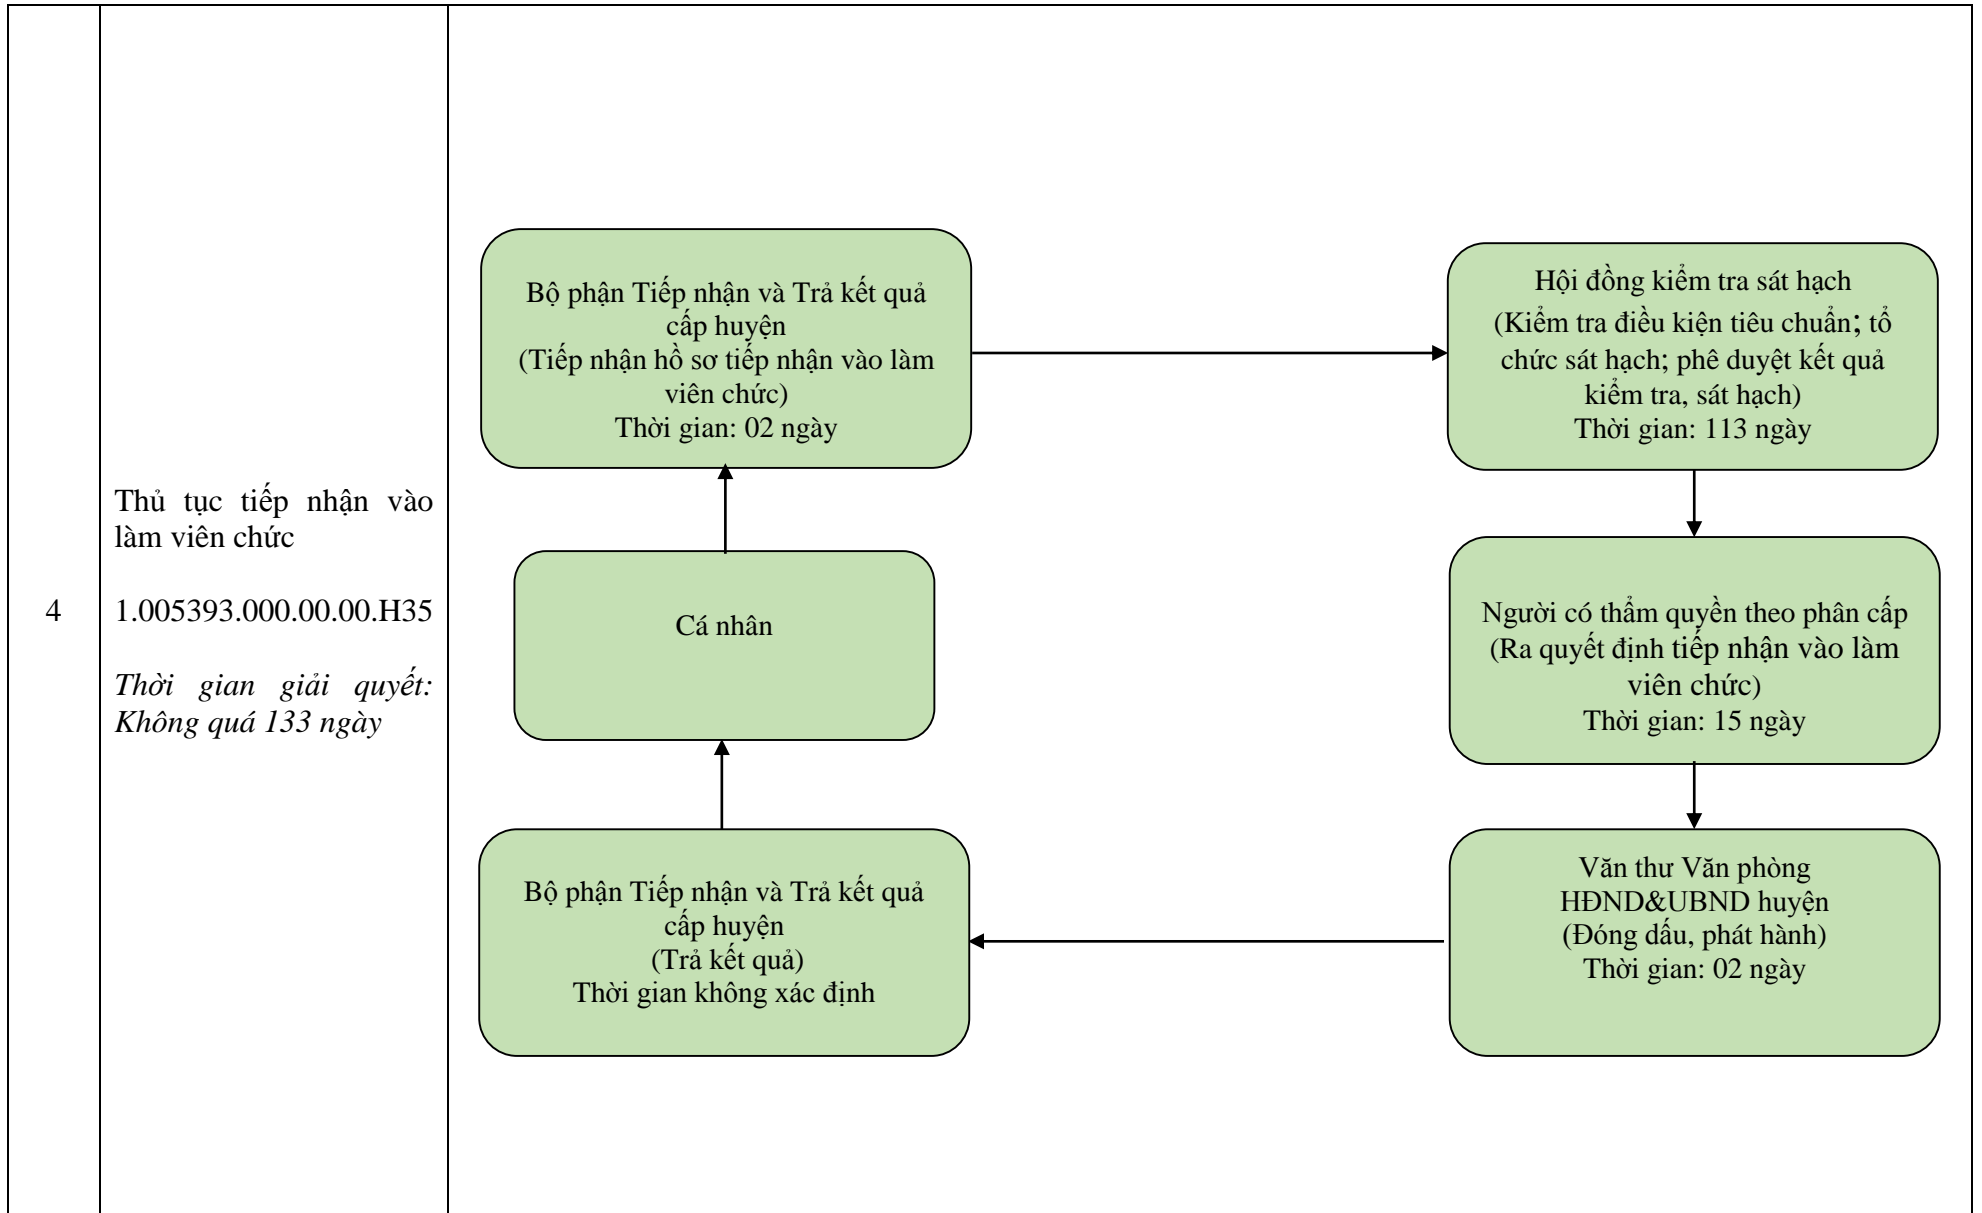 4
Thủ tục tiếp nhận vào
làm viên chức
1.005393.000.00.00.H35
Thời gian giải quyết:
Không quá 133 ngày
Bộ phận Tiếp nhận và Trả kết quả
cấp huyện
(Tiếp nhận hồ sơ tiếp nhận vào làm
viên chức)
Thời gian: 02 ngày
Hội đồng kiểm tra sát hạch
(Kiểm tra điều kiện tiêu chuẩn; tổ
chức sát hạch; phê duyệt kết quả
kiểm tra, sát hạch)
Thời gian: 113 ngày
Cá nhân
Người có thẩm quyền theo phân cấp
(Ra quyết định tiếp nhận vào làm
viên chức)
Thời gian: 15 ngày
Bộ phận Tiếp nhận và Trả kết quả
cấp huyện
(Trả kết quả)
Thời gian không xác định
Văn thư Văn phòng
HĐND&UBND huyện
(Đóng dấu, phát hành)
Thời gian: 02 ngày